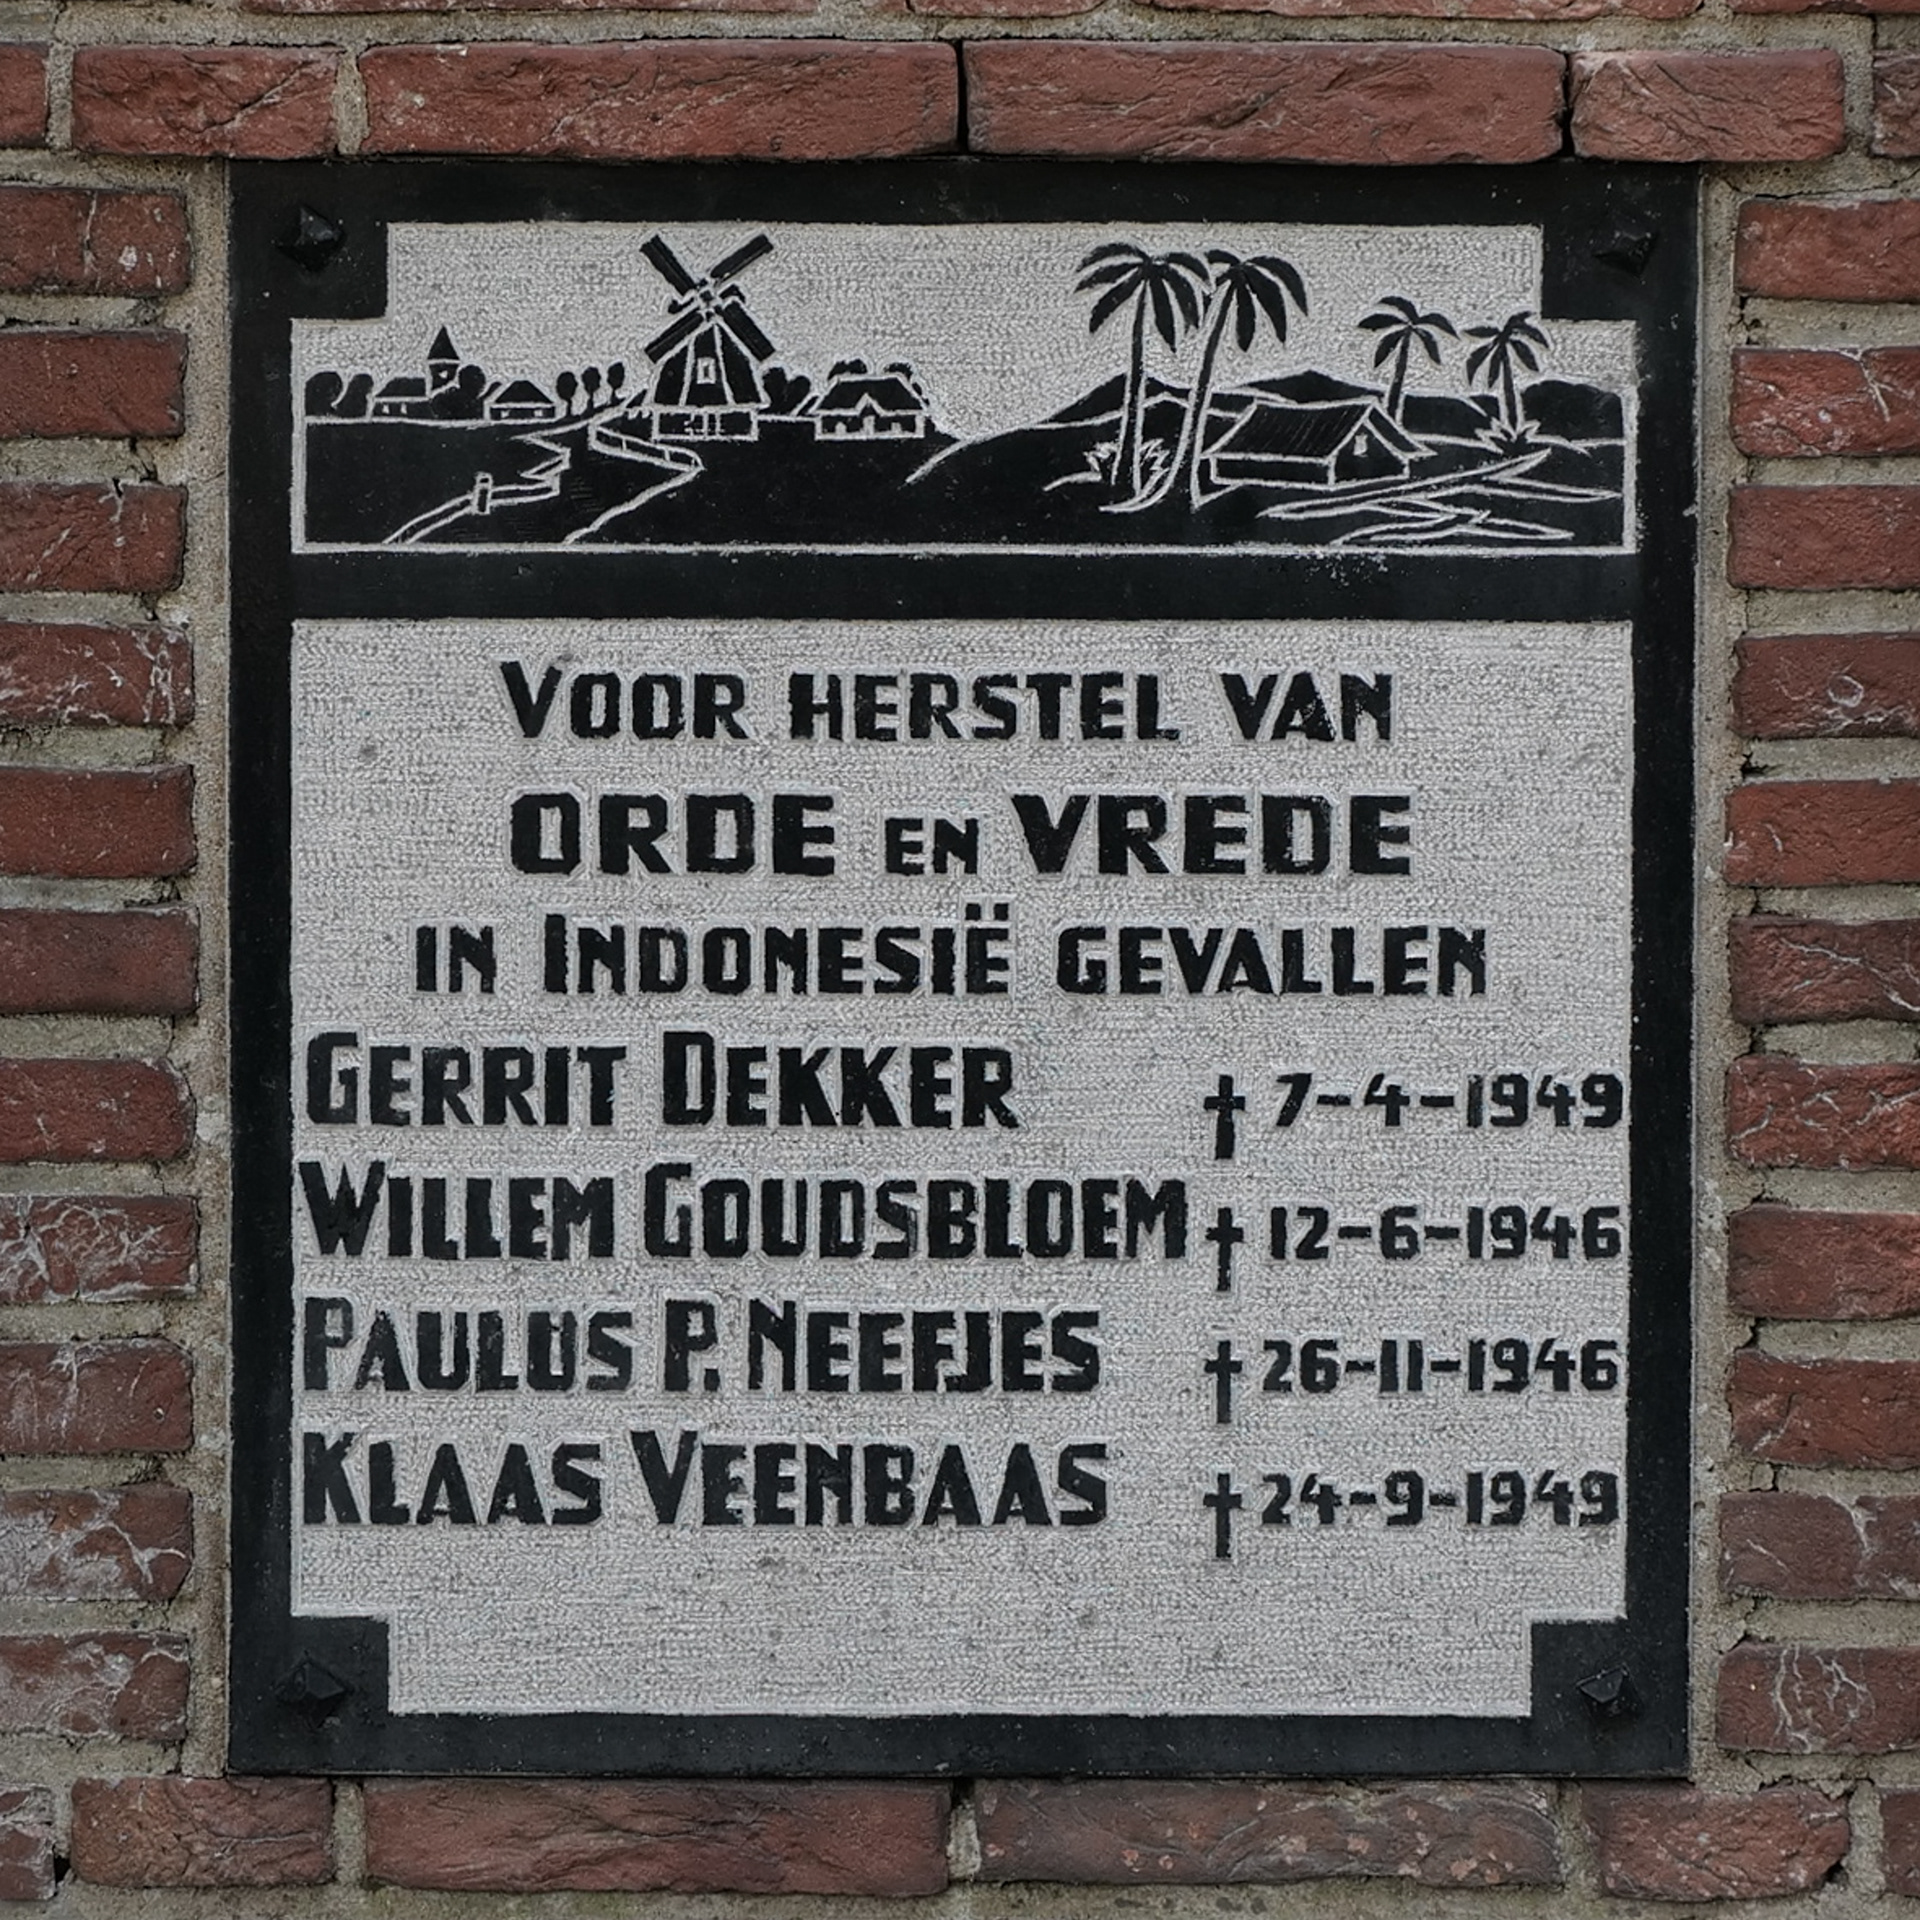 VOOR HERSTEL VAN
ORDE EN VREDE
IN INDONESIË GEVALLEN
GERRIT DEKKER † 7-4-1949
WILLEM GOUDSBLOEM † 12-6-1946
PAULUS P. NEEFJES † 26-11-1946
KLAAS VEENBAAS † 24-9-1949